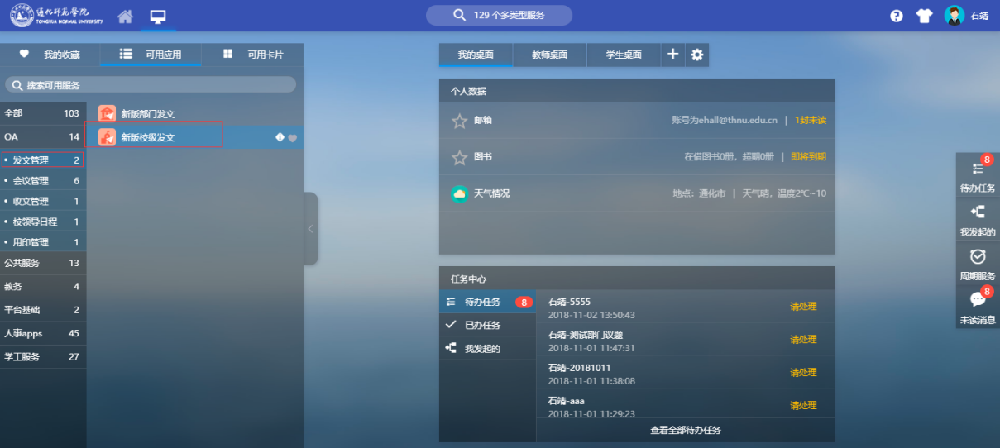 通化师范学院
TONGHUA NORMAL UNIVERSITY
129 个多类型服务
石靖
我的收藏
可用应用
可用卡片
搜索可用服务
全部 103
OA 14
• 发文管理 2
• 会议管理 6
• 收文管理 1
• 校领导日程 1
• 用印管理 1
公共服务 13
教务 4
平台基础 2
人事apps 45
学工服务 27
新版部门发文
新版校级发文
我的桌面
教师桌面
学生桌面
个人数据
邮箱
账号为ehall@thnu.edu.cn | 1封未读
图书
在借图书0册，超期0册 | 即将到期
天气情况
地点：通化市 | 天气晴，温度2℃~10
任务中心
待办任务 8
已办任务
我发起的
石靖-5555
2018-11-02 13:50:43
请处理
石靖-测试部门议题
2018-11-01 11:47:31
请处理
石靖-20181011
2018-11-01 11:38:08
请处理
石靖-aaa
2018-11-01 11:29:23
请处理
查看全部待办任务
8
待办任务
我发起的
周期服务
8
未读消息